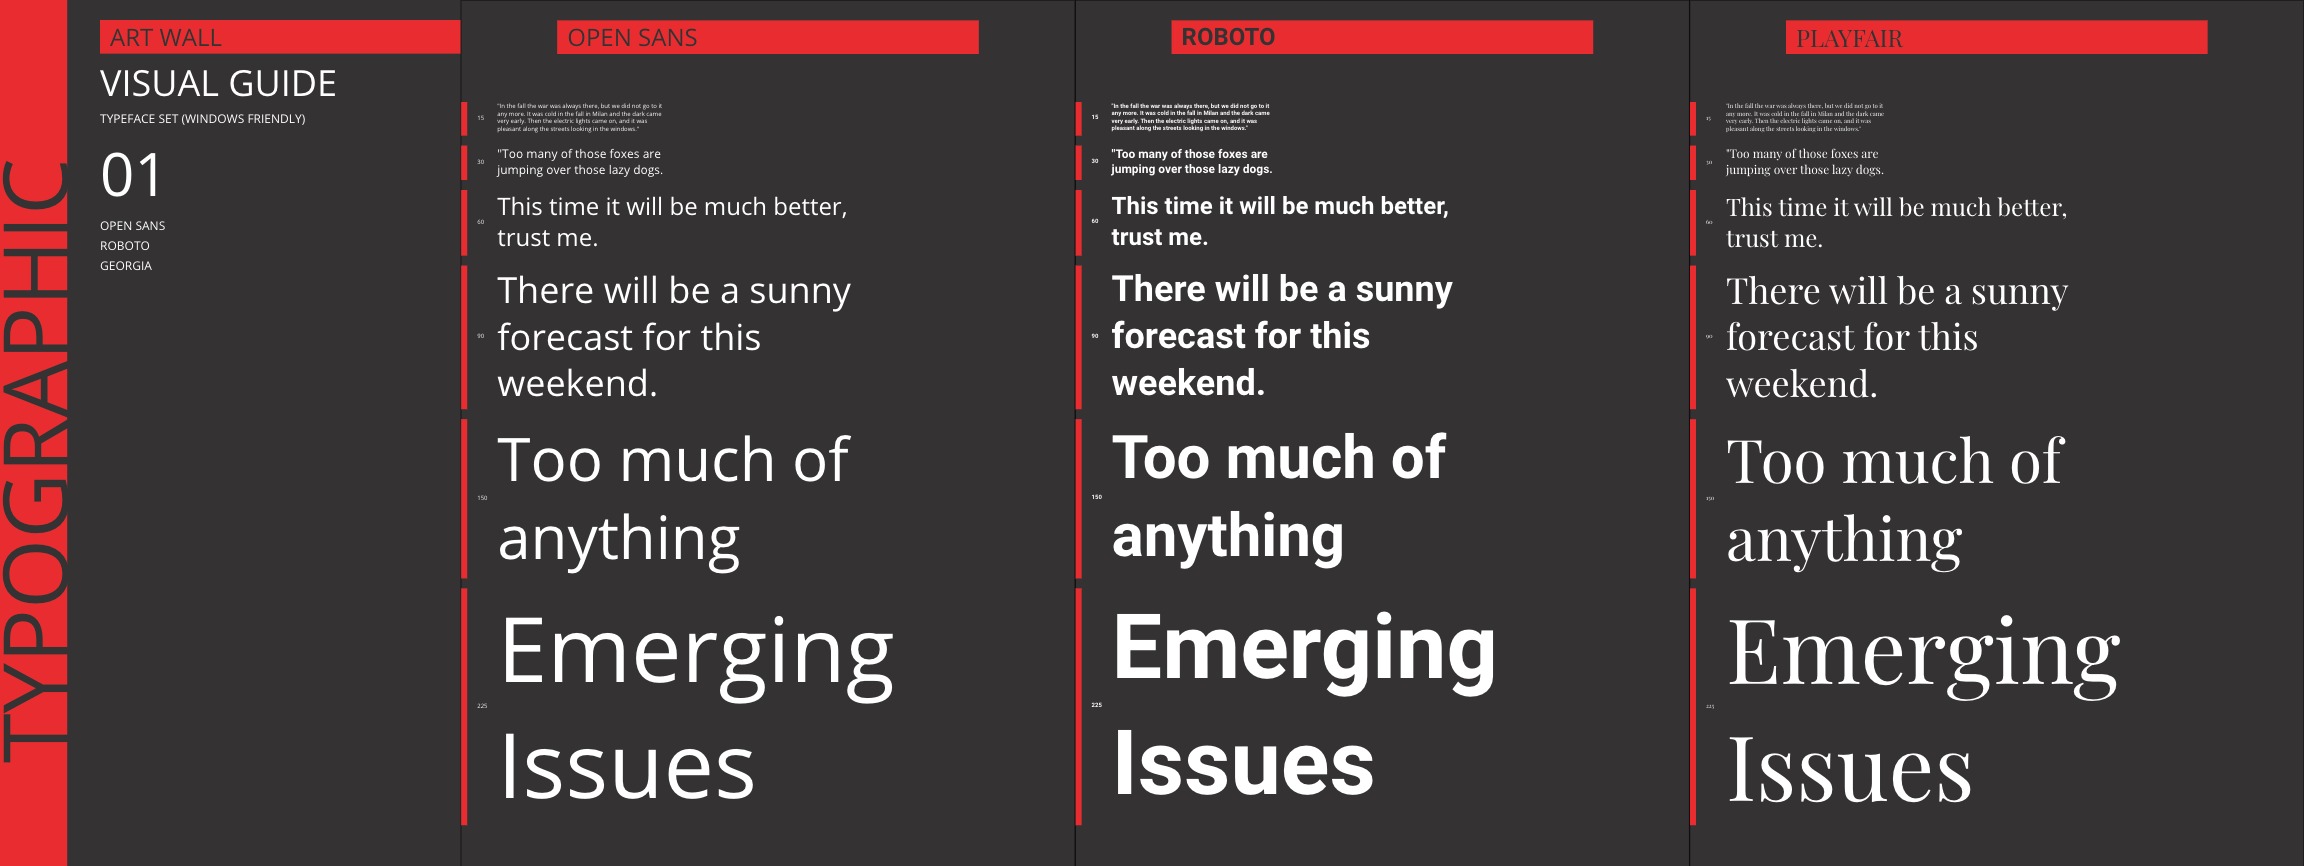 TYPOGRAPHIC
ART WALL
VISUAL GUIDE
TYPEFACE SET (WINDOWS FRIENDLY)
01
OPEN SANS
ROBOTO
GEORGIA
OPEN SANS
15
"In the fall the war was always there, but we did not go to it
any more. It was cold in the fall in Milan and the dark came
very early. Then the electric lights came on, and it was
pleasant along the streets looking in the windows."
30
"Too many of those foxes are
jumping over those lazy dogs.
60
This time it will be much better,
trust me.
90
There will be a sunny
forecast for this
weekend.
150
Too much of
anything
225
Emerging
Issues
ROBOTO
15
"In the fall the war was always there, but we did not go to it
any more. It was cold in the fall in Milan and the dark came
very early. Then the electric lights came on, and it was
pleasant along the streets looking in the windows."
30
"Too many of those foxes are
jumping over those lazy dogs.
60
This time it will be much better,
trust me.
90
There will be a sunny
forecast for this
weekend.
150
Too much of
anything
225
Emerging
Issues
PLAYFAIR
15
"In the fall the war was always there, but we did not go to it
any more. It was cold in the fall in Milan and the dark came
very early. Then the electric lights came on, and it was
pleasant along the streets looking in the windows."
30
"Too many of those foxes are
jumping over those lazy dogs.
60
This time it will be much better,
trust me.
90
There will be a sunny
forecast for this
weekend.
150
Too much of
anything
225
Emerging
Issues